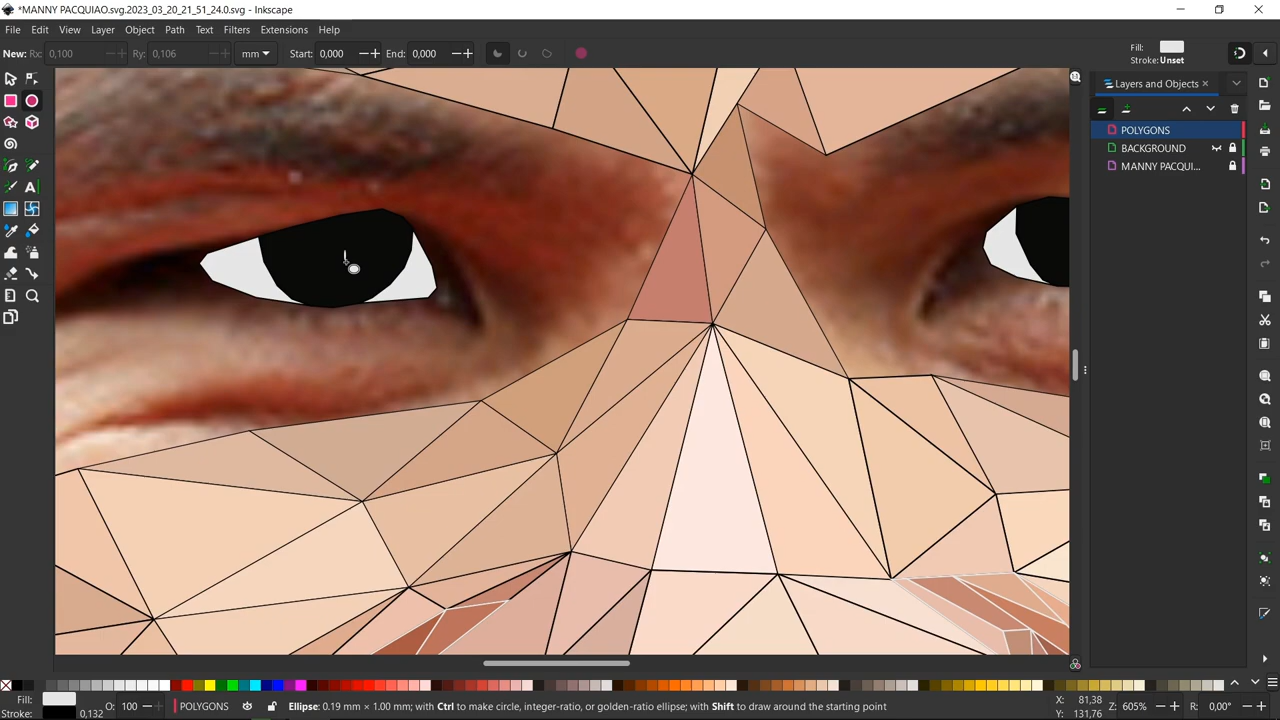 *MANNY PACQUIAO.svg.2023_03_20_21_51_24.0.svg - Inkscape
File Edit View Layer Object Path Text Filters Extensions Help
New: Rx: 0,100 Ry: 0,106 mm Start: 0,000 End: 0,000 Fill: Stroke: Unset
Layers and Objects
POLYGONS
BACKGROUND
MANNY PACQUI...
Fill: Stroke: 0,132 O: 100 POLYGONS Ellipse: 0.19 mm × 1.00 mm; with Ctrl to make circle, integer-ratio, or golden-ratio ellipse; with Shift to draw around the starting point X: 81,38 Y: 131,76 Z: 605% R: 0,00°